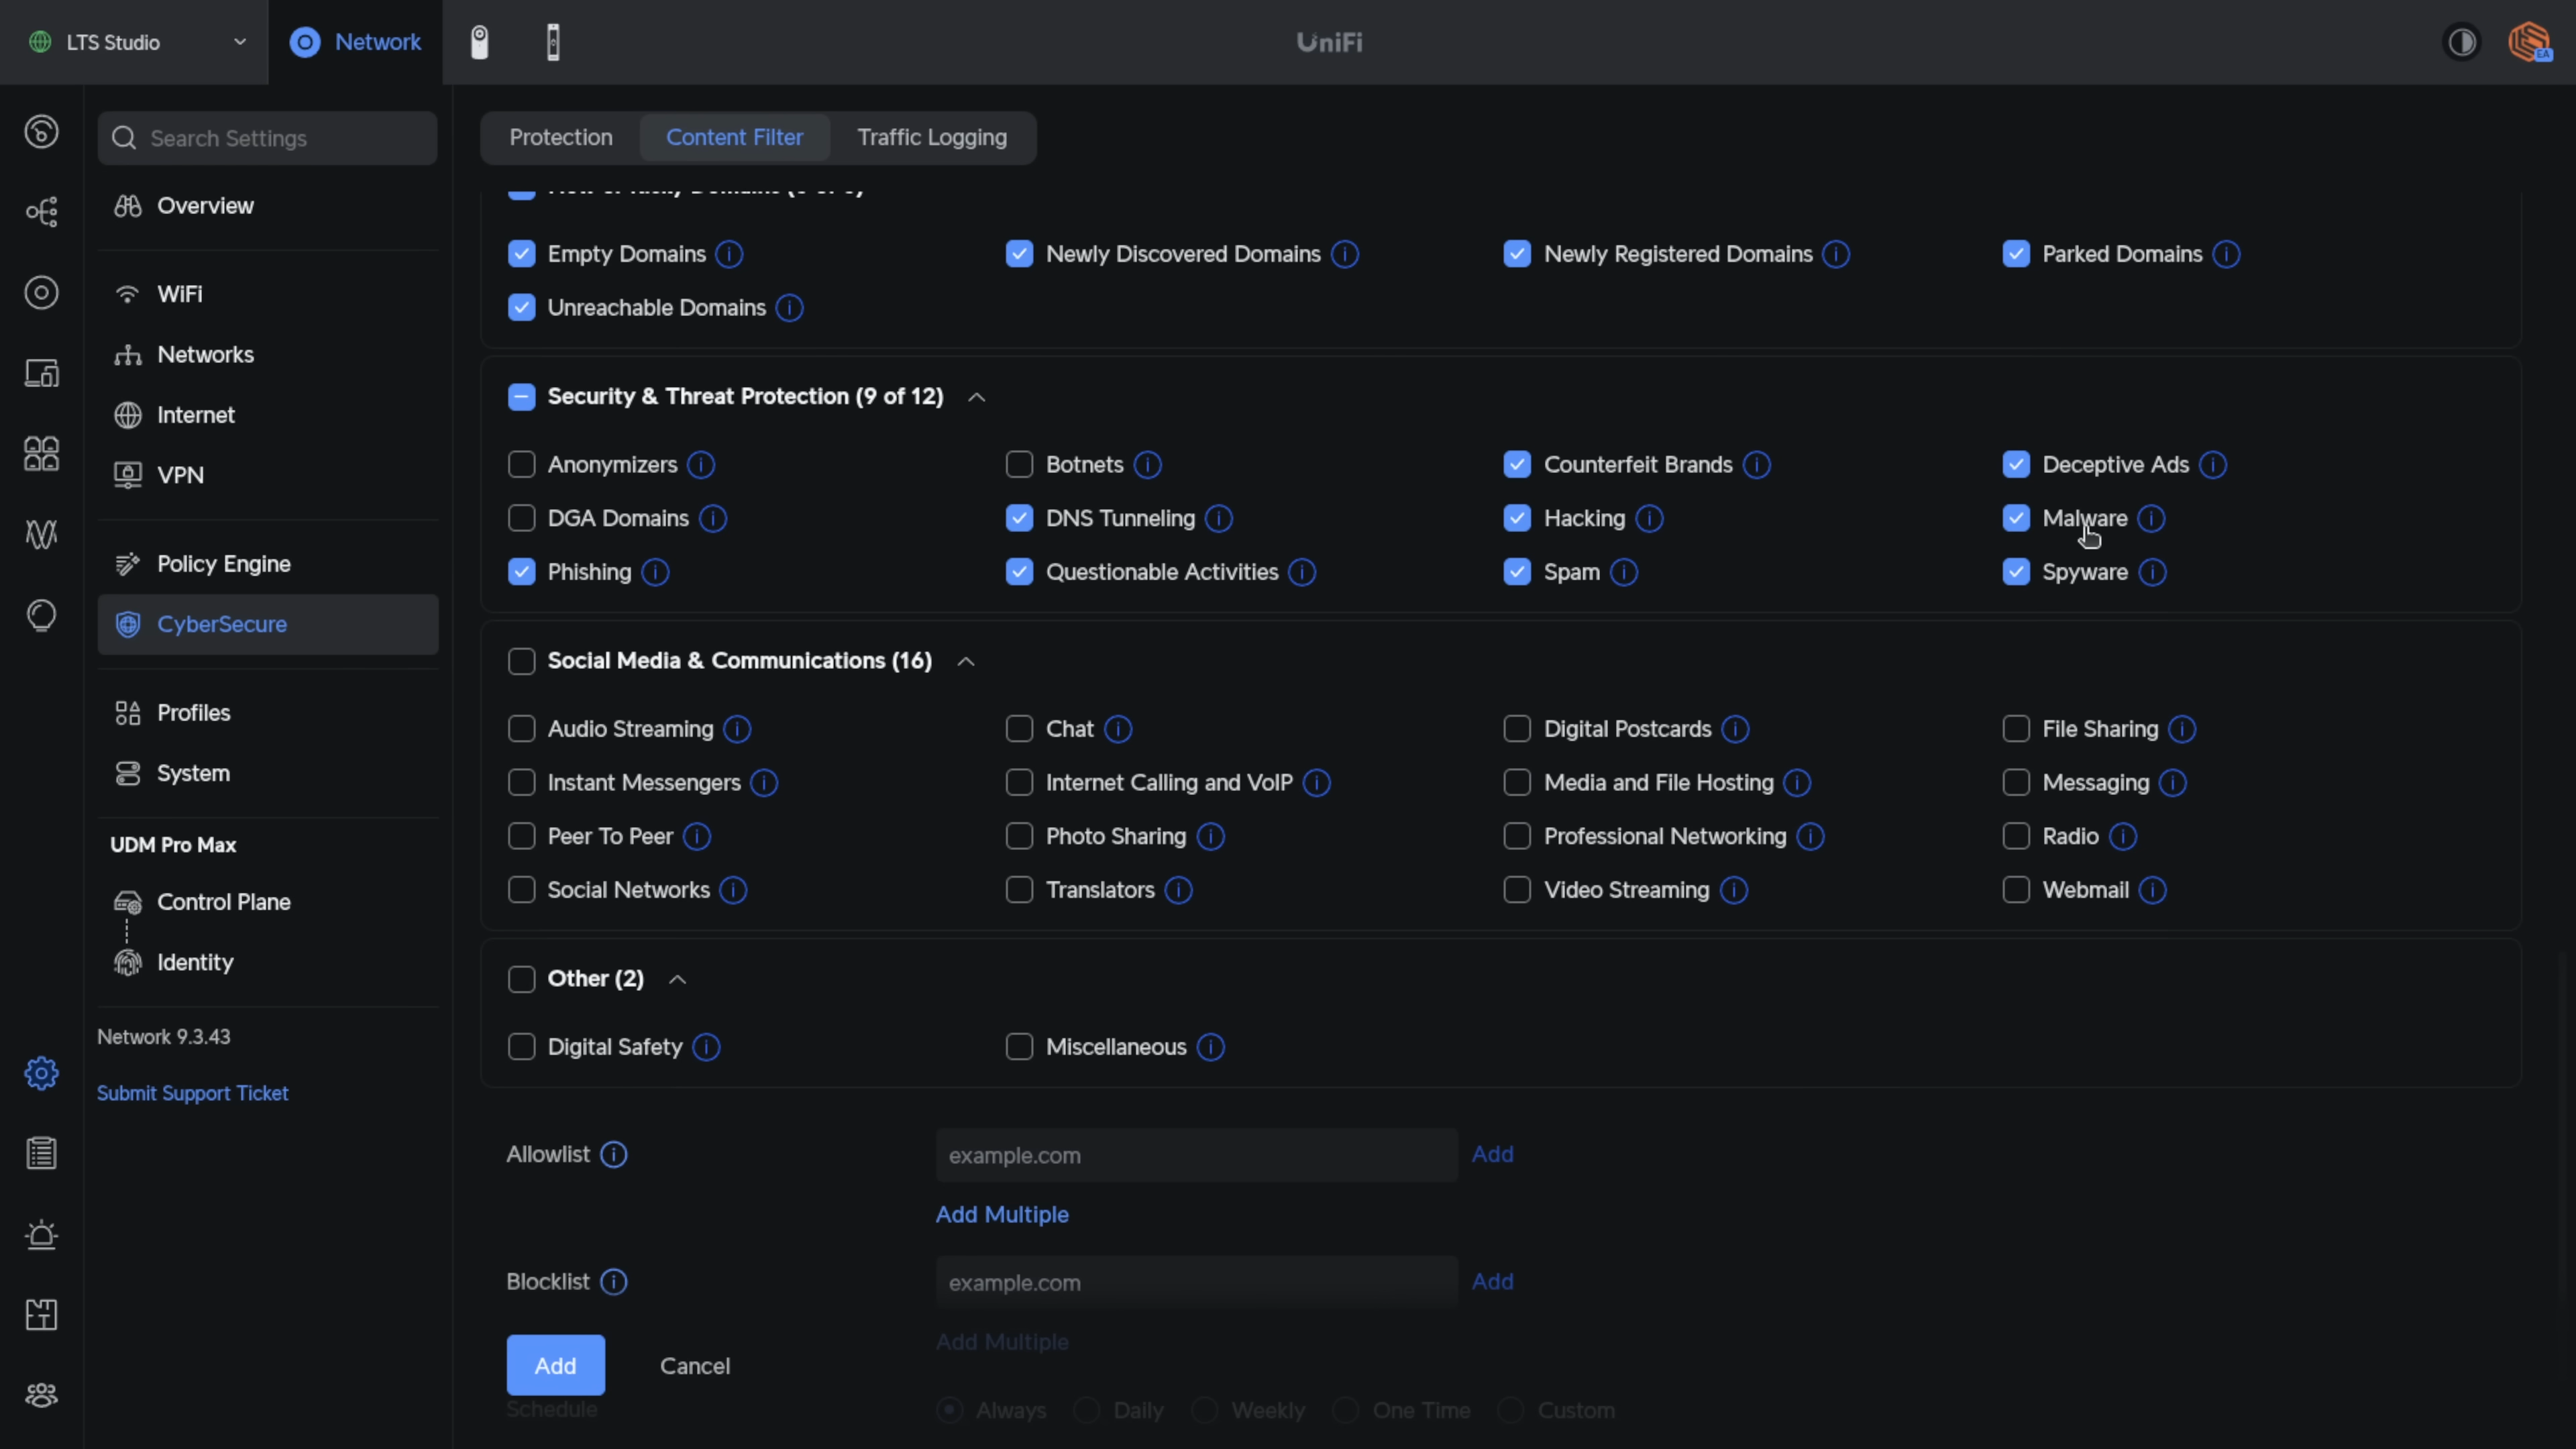 LTS Studio
Network
UniFi
EA
Search Settings
Overview
WiFi
Networks
Internet
VPN
Policy Engine
CyberSecure
Profiles
System
UDM Pro Max
Control Plane
Identity
Network 9.3.43
Submit Support Ticket
Protection Content Filter Traffic Logging
Empty Domains Newly Discovered Domains Newly Registered Domains Parked Domains
Unreachable Domains
Security & Threat Protection (9 of 12)
Anonymizers Botnets Counterfeit Brands Deceptive Ads
DGA Domains DNS Tunneling Hacking Malware
Phishing Questionable Activities Spam Spyware
Social Media & Communications (16)
Audio Streaming Chat Digital Postcards File Sharing
Instant Messengers Internet Calling and VoIP Media and File Hosting Messaging
Peer To Peer Photo Sharing Professional Networking Radio
Social Networks Translators Video Streaming Webmail
Other (2)
Digital Safety Miscellaneous
Allowlist example.com Add
Add Multiple
Blocklist example.com Add
Add Multiple
Add Cancel
Schedule Always Daily Weekly One Time Custom